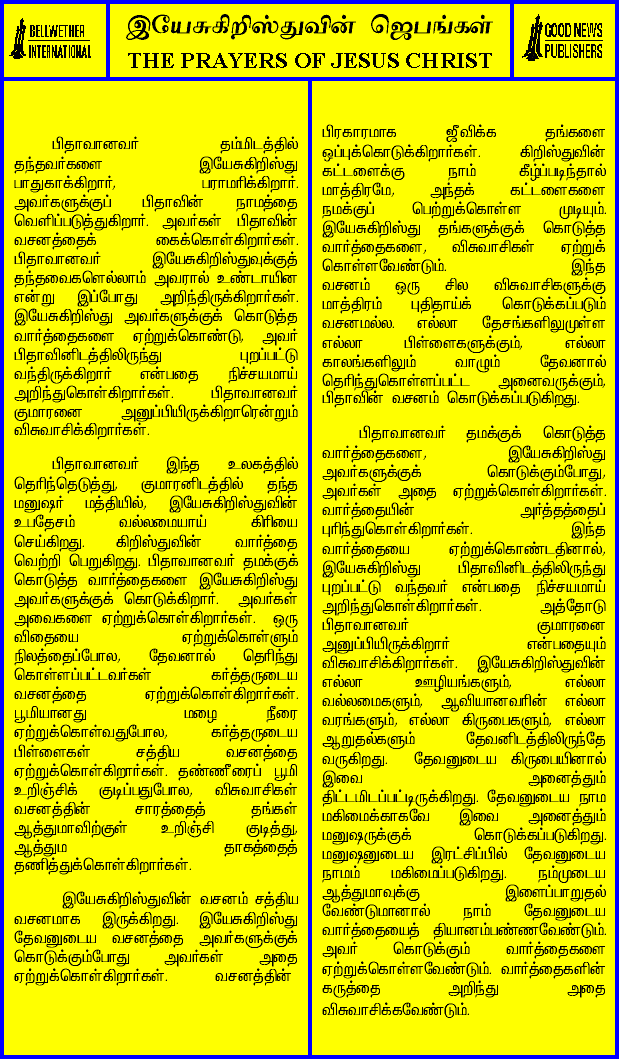 BELLWETHER
INTERNATIONAL
இயேசுகிறிஸ்துவின் ஜெபங்கள்
THE PRAYERS OF JESUS CHRIST
GOOD NEWS
PUBLISHERS
பிதாவானவர் தம்மிடத்தில்
தந்தவர்களை இயேசுகிறிஸ்து
பாதுகாக்கிறார், பராமரிக்கிறார்.
அவர்களுக்குப் பிதாவின் நாமத்தை
வெளிப்படுத்துகிறார். அவர்கள் பிதாவின்
வசனத்தைக் கைக்கொள்கிறார்கள்.
பிதாவானவர் இயேசுகிறிஸ்துவுக்குத்
தந்தவைகளெல்லாம் அவரால் உண்டாயின
என்று இப்போது அறிந்திருக்கிறார்கள்.
இயேசுகிறிஸ்து அவர்களுக்குக் கொடுத்த
வார்த்தைகளை ஏற்றுக்கொண்டு, அவர்
பிதாவினிடத்திலிருந்து புறப்பட்டு
வந்திருக்கிறார் என்பதை நிச்சயமாய்
அறிந்துகொள்கிறார்கள். பிதாவானவர்
குமாரனை அனுப்பியிருக்கிறாரென்றும்
விசுவாசிக்கிறார்கள்.
பிதாவானவர் இந்த உலகத்தில்
தெரிந்தெடுத்து, குமாரனிடத்தில் தந்த
மனுஷர் மத்தியில், இயேசுகிறிஸ்துவின்
உபதேசம் வல்லமையாய் கிரியை
செய்கிறது. கிறிஸ்துவின் வார்த்தை
வெற்றி பெறுகிறது. பிதாவானவர் தமக்குக்
கொடுத்த வார்த்தைகளை இயேசுகிறிஸ்து
அவர்களுக்குக் கொடுக்கிறார். அவர்கள்
அவைகளை ஏற்றுக்கொள்கிறார்கள். ஒரு
விதையை ஏற்றுக்கொள்ளும்
நிலத்தைப்போல, தேவனால் தெரிந்து
கொள்ளப்பட்டவர்கள் கர்த்தருடைய
வசனத்தை ஏற்றுக்கொள்கிறார்கள்.
பூமியானது மழை நீரை
ஏற்றுக்கொள்வதுபோல, கர்த்தருடைய
பிள்ளைகள் சத்திய வசனத்தை
ஏற்றுக்கொள்கிறார்கள். தண்ணீரைப் பூமி
உறிஞ்சிக் குடிப்பதுபோல, விசுவாசிகள்
வசனத்தின் சாரத்தைத் தங்கள்
ஆத்துமாவிற்குள் உறிஞ்சி குடித்து,
ஆத்தும தாகத்தைத்
தணித்துக்கொள்கிறார்கள்.
இயேசுகிறிஸ்துவின் வசனம் சத்திய
வசனமாக இருக்கிறது. இயேசுகிறிஸ்து
தேவனுடைய வசனத்தை அவர்களுக்குக்
கொடுக்கும்போது அவர்கள் அதை
ஏற்றுக்கொள்கிறார்கள். வசனத்தின்
பிரகாரமாக ஜீவிக்க தங்களை
ஒப்புக்கொடுக்கிறார்கள். கிறிஸ்துவின்
கட்டளைக்கு நாம் கீழ்ப்படிந்தால்
மாத்திரமே, அந்தக் கட்டளைகளை
நமக்குப் பெற்றுக்கொள்ள முடியும்.
இயேசுகிறிஸ்து தங்களுக்குக் கொடுத்த
வார்த்தைகளை, விசுவாசிகள் ஏற்றுக்
கொள்ளவேண்டும். இந்த
வசனம் ஒரு சில விசுவாசிகளுக்கு
மாத்திரம் புதிதாய்க் கொடுக்கப்படும்
வசனமல்ல. எல்லா தேசங்களிலுமுள்ள
எல்லா பிள்ளைகளுக்கும், எல்லா
காலங்களிலும் வாழும் தேவனால்
தெரிந்துகொள்ளப்பட்ட அனைவருக்கும்,
பிதாவின் வசனம் கொடுக்கப்படுகிறது.
பிதாவானவர் தமக்குக் கொடுத்த
வார்த்தைகளை, இயேசுகிறிஸ்து
அவர்களுக்குக் கொடுக்கும்போது,
அவர்கள் அதை ஏற்றுக்கொள்கிறார்கள்.
வார்த்தையின் அர்த்தத்தைப்
புரிந்துகொள்கிறார்கள். இந்த
வார்த்தையை ஏற்றுக்கொண்டதினால்,
இயேசுகிறிஸ்து பிதாவினிடத்திலிருந்து
புறப்பட்டு வந்தவர் என்பதை நிச்சயமாய்
அறிந்துகொள்கிறார்கள். அத்தோடு
பிதாவானவர் குமாரனை
அனுப்பியிருக்கிறார் என்பதையும்
விசுவாசிக்கிறார்கள். இயேசுகிறிஸ்துவின்
எல்லா ஊழியங்களும், எல்லா
வல்லமைகளும், ஆவியானவரின் எல்லா
வரங்களும், எல்லா கிருபைகளும், எல்லா
ஆறுதல்களும் தேவனிடத்திலிருந்தே
வருகிறது. தேவனுடைய கிருபையினால்
இவை அனைத்தும்
திட்டமிடப்பட்டிருக்கிறது. தேவனுடைய நாம
மகிமைக்காகவே இவை அனைத்தும்
மனுஷருக்குக் கொடுக்கப்படுகிறது.
மனுஷனுடைய இரட்சிப்பில் தேவனுடைய
நாமம் மகிமைப்படுகிறது. நம்முடைய
ஆத்துமாவுக்கு இளைப்பாறுதல்
வேண்டுமானால் நாம் தேவனுடைய
வார்த்தையைத் தியானம்பண்ணவேண்டும்.
அவர் கொடுக்கும் வார்த்தைகளை
ஏற்றுக்கொள்ளவேண்டும். வார்த்தைகளின்
கருத்தை அறிந்து அதை
விசுவாசிக்கவேண்டும்.